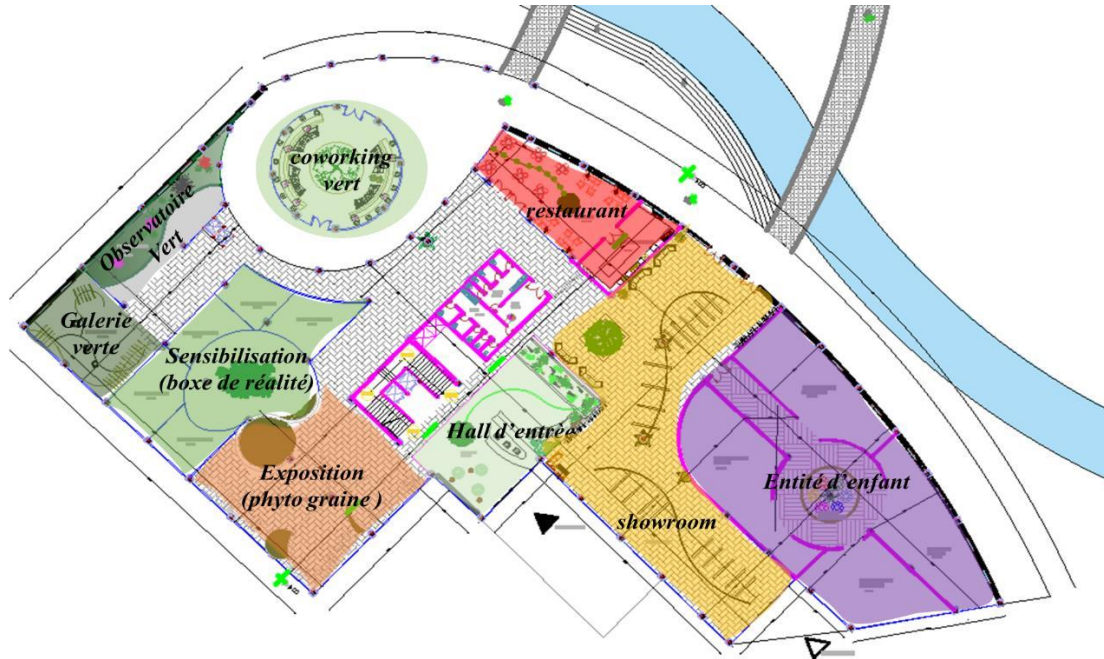 coworking
vert
restaurant
Observatoire
Vert
Galerie
verte
Sensibilisation
(boxe de réalité)
Hall d'entrée
Exposition
(phyto graine )
Entité d'enfant
showroom